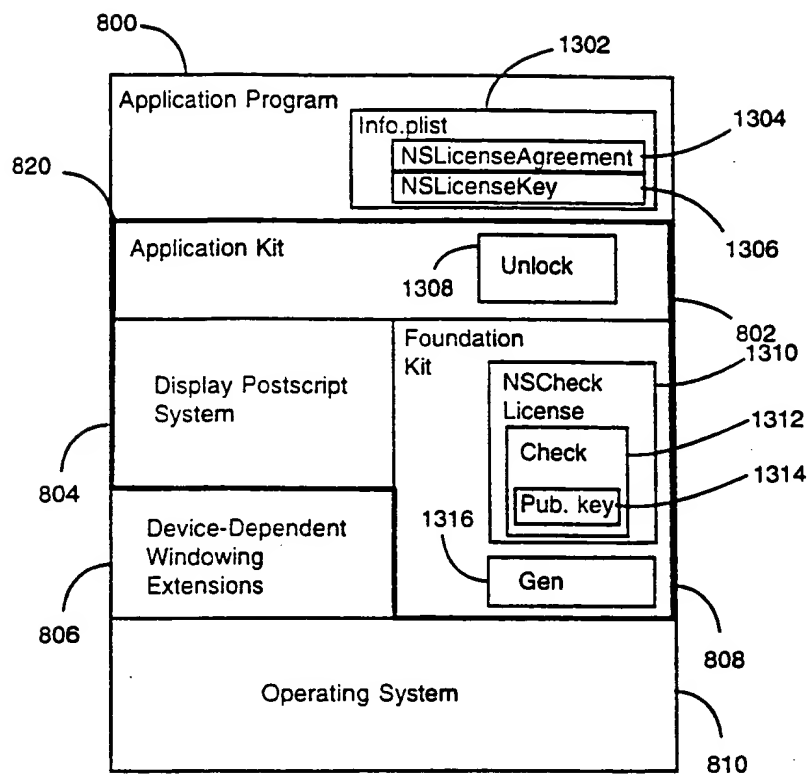 800
1302
Application Program
Info.plist
1304
NSLicenseAgreement
NSLicenseKey
820
1306
Application Kit
Unlock
1308
802
Foundation
Kit
1310
Display Postscript
System
NSCheck
License
1312
Check
1314
Pub. key
804
1316
Device-Dependent
Windowing
Extensions
Gen
806
808
Operating System
810